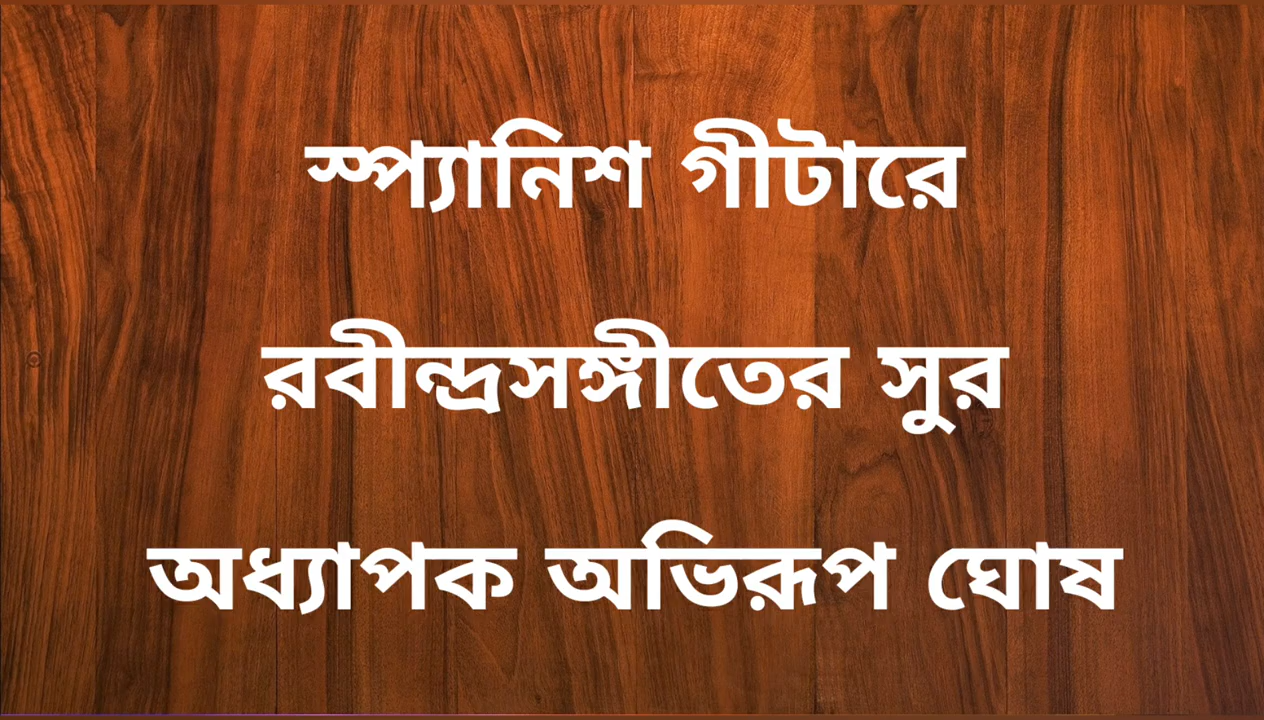 স্প্যানিশ গীটারে
রবীন্দ্রসঙ্গীতের সুর
অধ্যাপক অভিরূপ ঘোষ